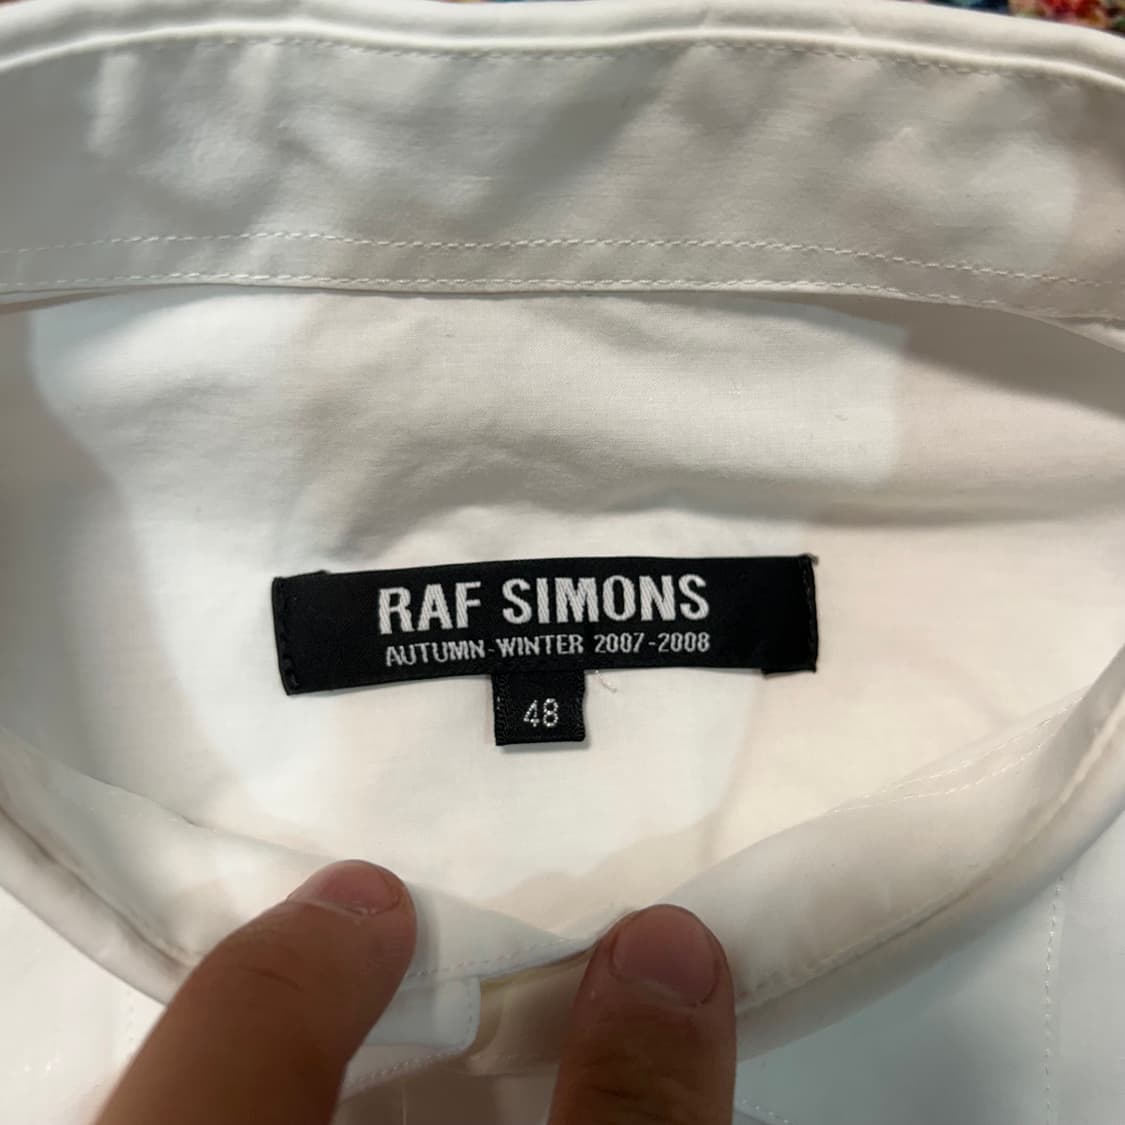 RAF SIMONS
AUTUMN-WINTER 2007-2008
48